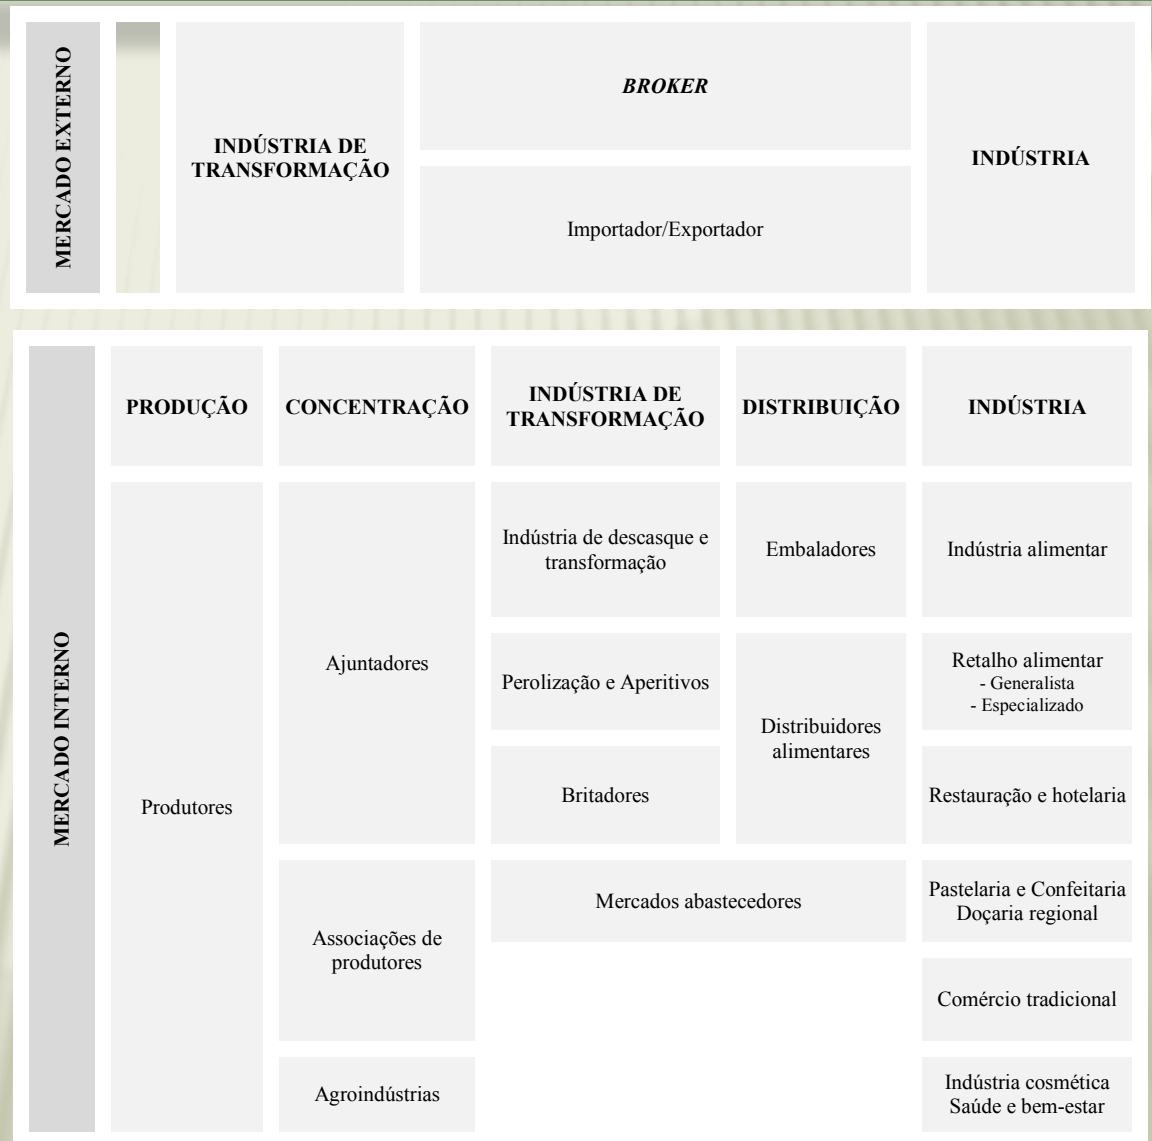 MERCADO EXTERNO
INDÚSTRIA DE
TRANSFORMAÇÃO
BROKER
Importador/Exportador
INDÚSTRIA
MERCADO INTERNO
PRODUÇÃO
CONCENTRAÇÃO
INDÚSTRIA DE
TRANSFORMAÇÃO
DISTRIBUIÇÃO
INDÚSTRIA
Produtores
Ajuntadores
Indústria de descasque e
transformação
Embaladores
Indústria alimentar
Perolização e Aperitivos
Distribuidores
alimentares
Retalho alimentar
- Generalista
- Especializado
Britadores
Restauração e hotelaria
Associações de
produtores
Mercados abastecedores
Pastelaria e Confeitaria
Doçaria regional
Comércio tradicional
Agroindústrias
Indústria cosmética
Saúde e bem-estar